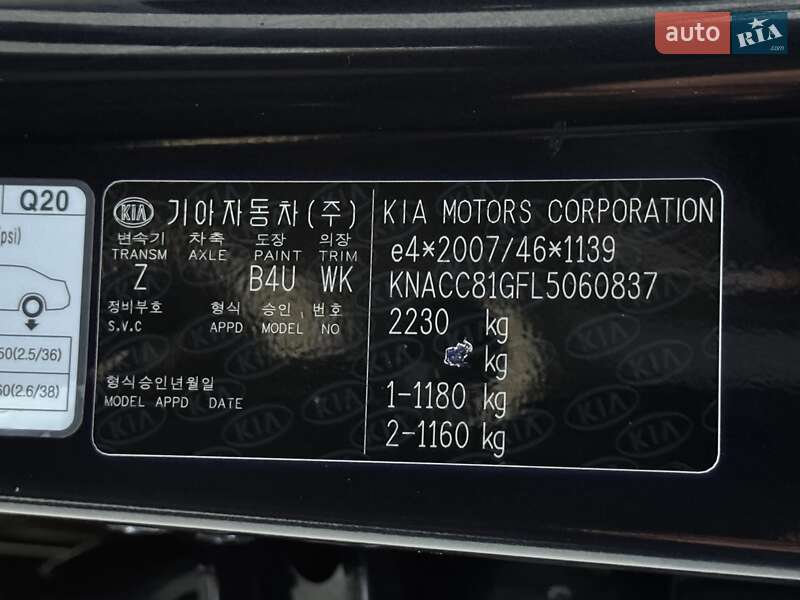 auto RIA.com
Q20
psi)
50(2.5/36)
60(2.6/38)
KIA 기아자동차(주)
변속기 차축 도장 의장
TRANSM AXLE PAINT TRIM
Z B4U WK
정비부호 형식 승인 번호
S.V.C APPD MODEL NO
형식승인년월일
MODEL APPD DATE
KIA MOTORS CORPORATION
e4*2007/46*1139
KNACC81GFL5060837
2230 kg
kg
1-1180 kg
2-1160 kg